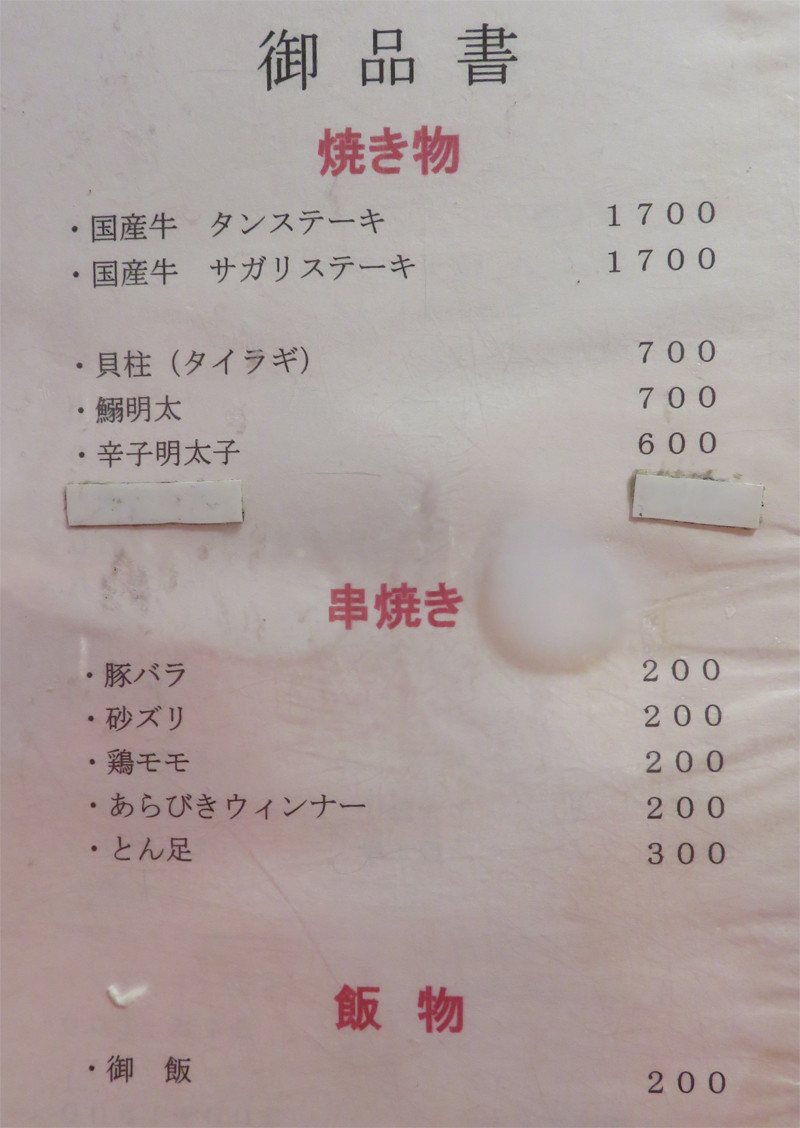 御品書
焼き物
・国産牛　タンステーキ　１７００
・国産牛　サガリステーキ　１７００
・貝柱（タイラギ）　７００
・鰯明太　７００
・辛子明太子　６００
串焼き
・豚バラ　２００
・砂ズリ　２００
・鶏モモ　２００
・あらびきウィンナー　２００
・とん足　３００
飯　物
・御　飯　２００